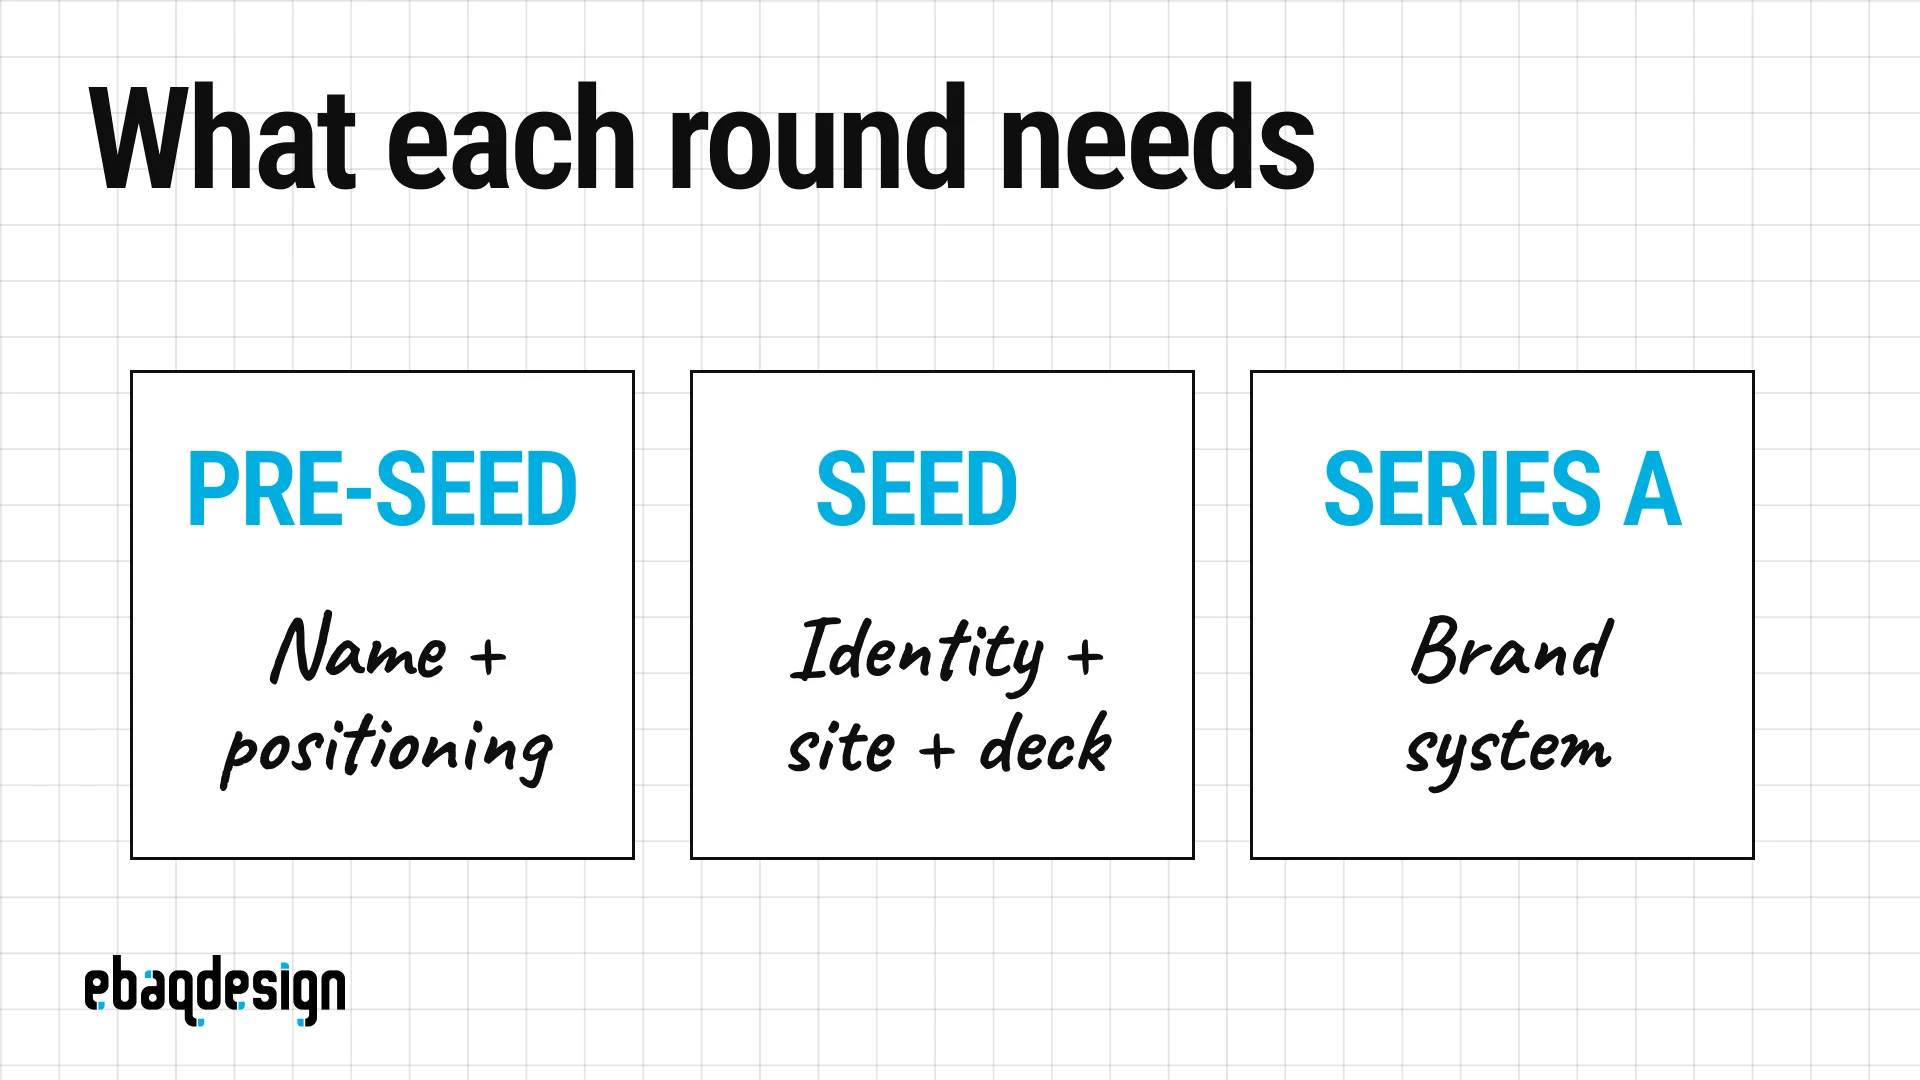 What each round needs
PRE-SEED
Name +
positioning
SEED
Identity +
site + deck
SERIES A
Brand
system
ebaqdesign